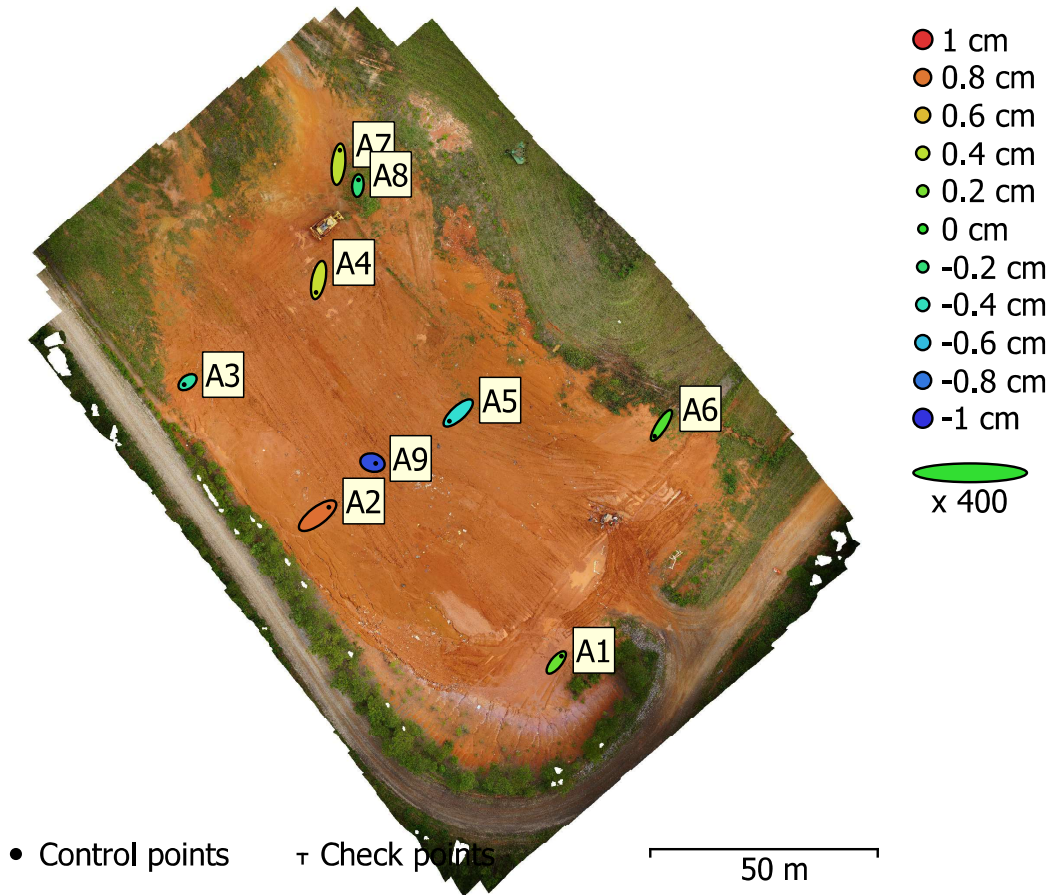 A7
A8
A4
A3
A5
A6
A9
A2
A1
1 cm
0.8 cm
0.6 cm
0.4 cm
0.2 cm
0 cm
-0.2 cm
-0.4 cm
-0.6 cm
-0.8 cm
-1 cm
x 400
Control points
Check points
50 m